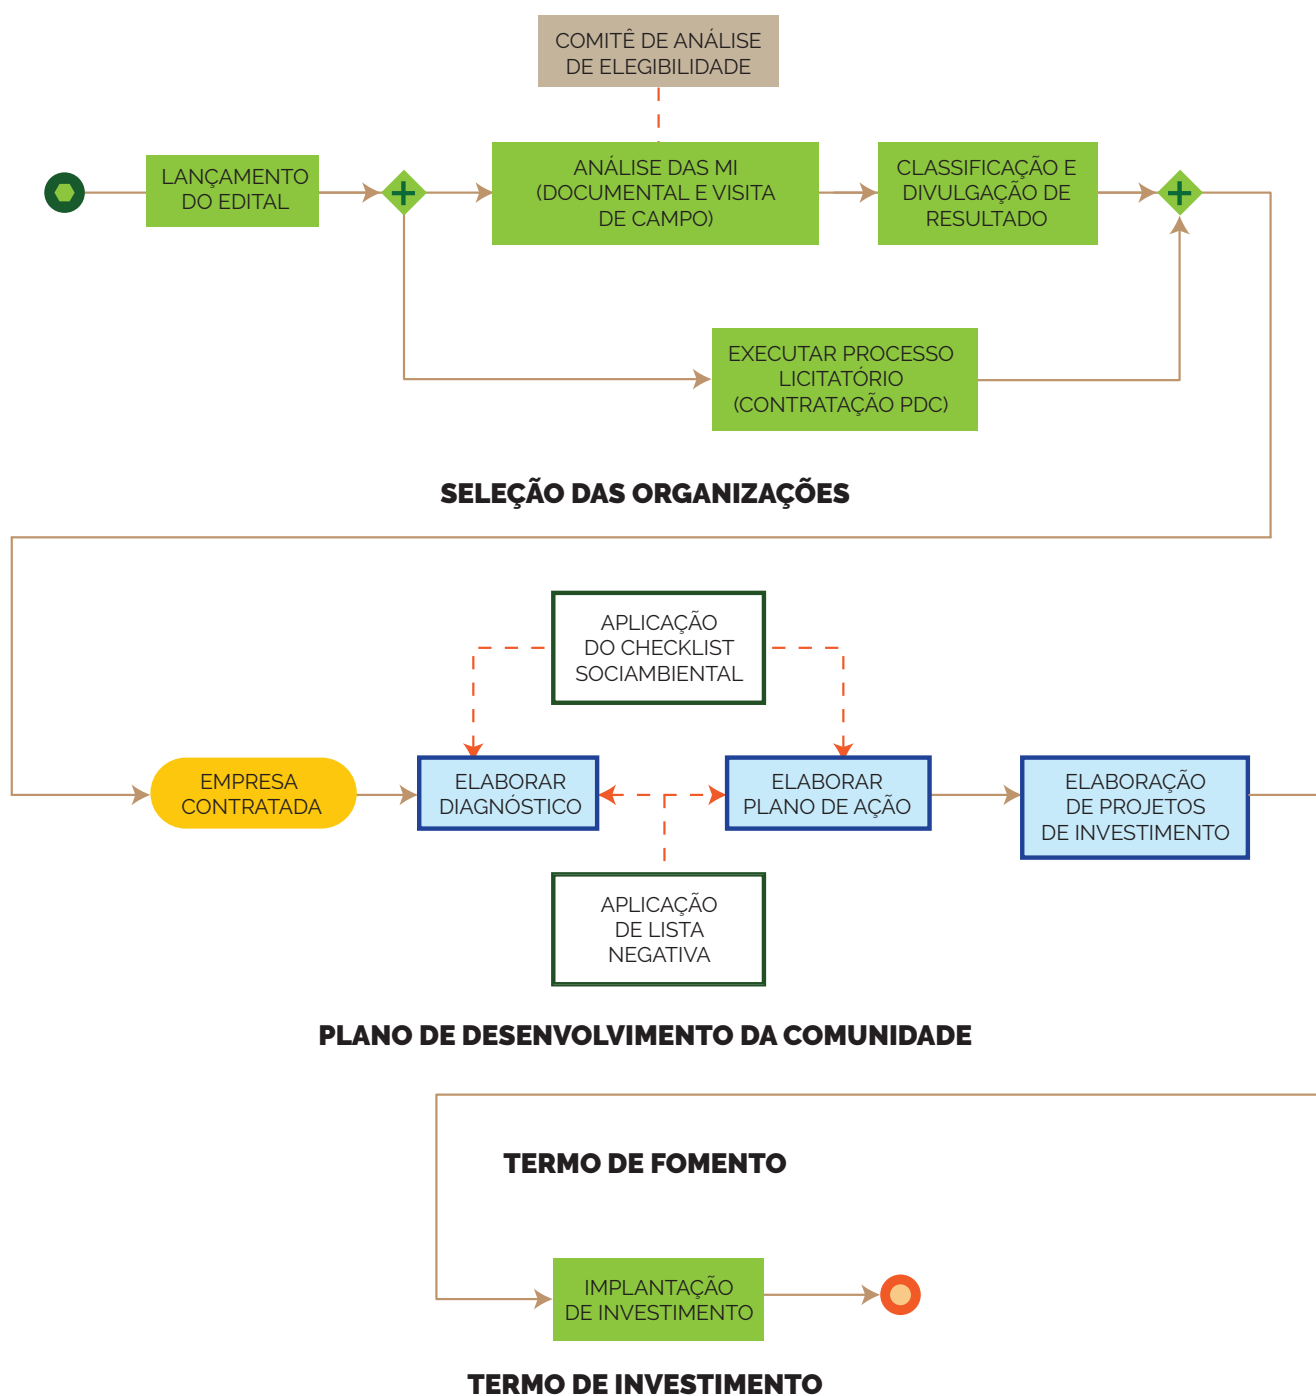 COMITÊ DE ANÁLISE
DE ELEGIBILIDADE
LANÇAMENTO
DO EDITAL
ANÁLISE DAS MI
(DOCUMENTAL E VISITA
DE CAMPO)
CLASSIFICAÇÃO E
DIVULGAÇÃO DE
RESULTADO
EXECUTAR PROCESSO
LICITATÓRIO
(CONTRATAÇÃO PDC)
SELEÇÃO DAS ORGANIZAÇÕES
APLICAÇÃO
DO CHECKLIST
SOCIAMBIENTAL
EMPRESA
CONTRATADA
ELABORAR
DIAGNÓSTICO
ELABORAR
PLANO DE AÇÃO
ELABORAÇÃO
DE PROJETOS
DE INVESTIMENTO
APLICAÇÃO
DE LISTA
NEGATIVA
PLANO DE DESENVOLVIMENTO DA COMUNIDADE
TERMO DE FOMENTO
IMPLANTAÇÃO
DE INVESTIMENTO
TERMO DE INVESTIMENTO